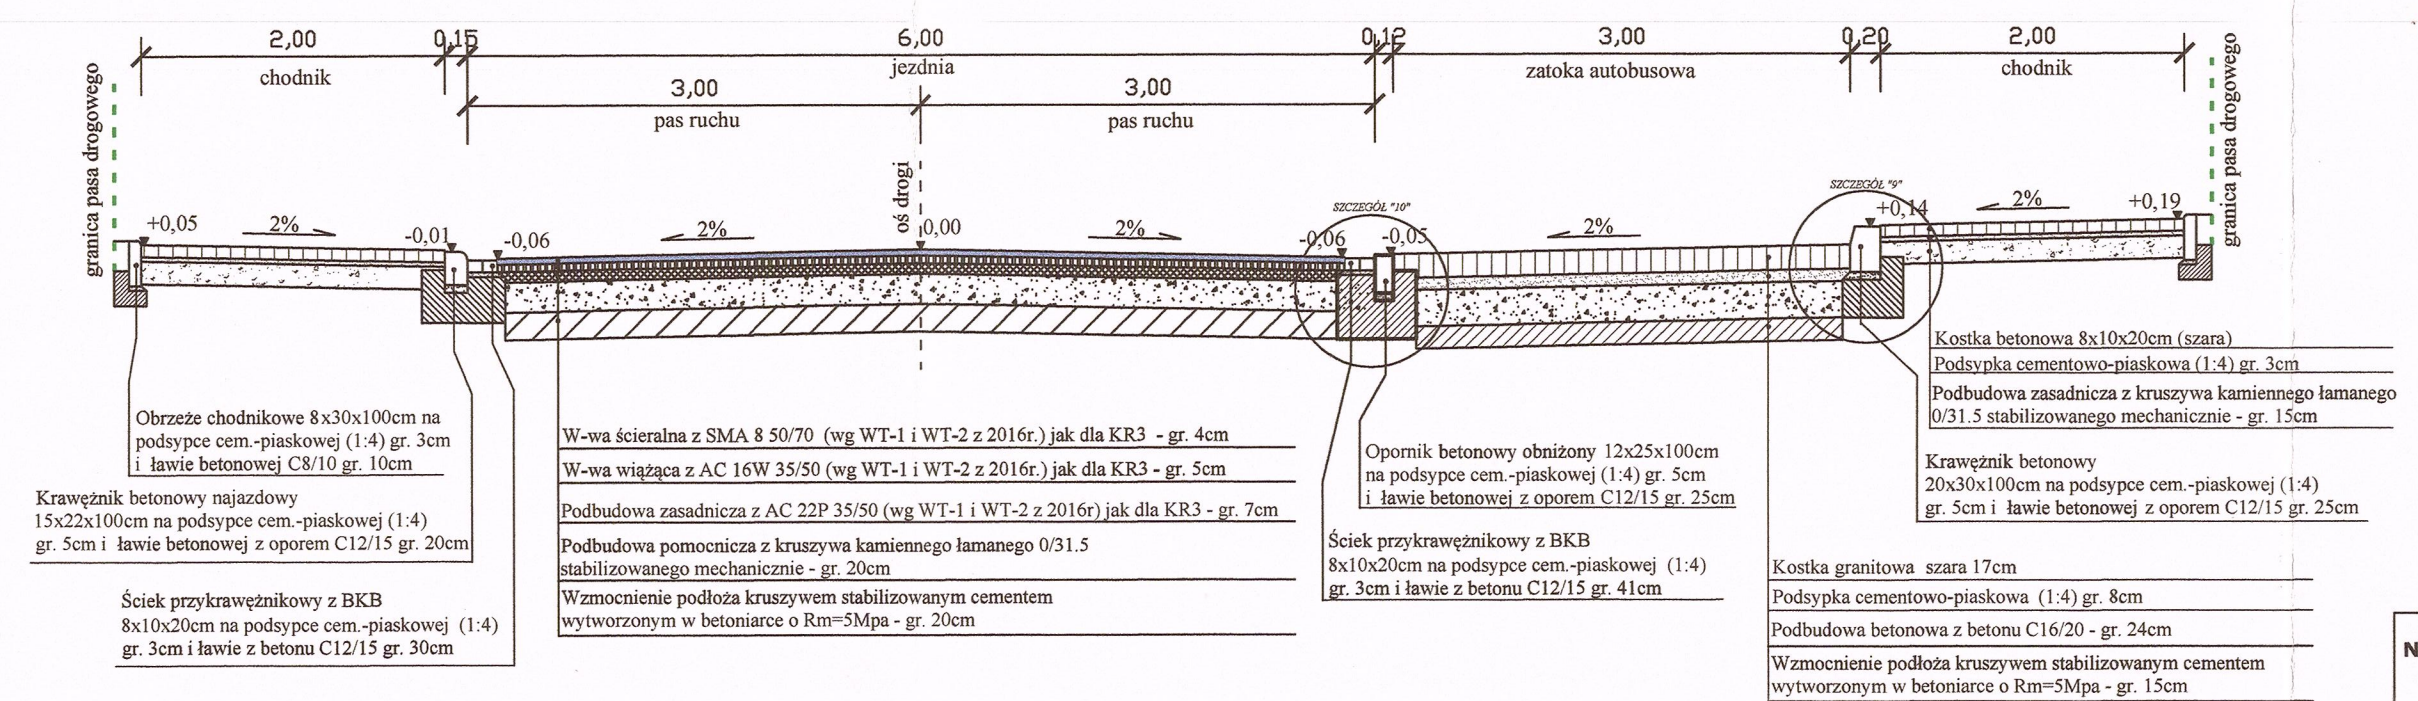 2,00
0,15
6,00
0,12
3,00
0,20
2,00
chodnik
jezdnia
zatoka autobusowa
chodnik
3,00
3,00
pas ruchu
pas ruchu
granica pasa drogowego
oś drogi
granica pasa drogowego
SZCZEGÓŁ "10"
SZCZEGÓŁ "9"
+0,05
2%
-0,01
-0,06
2%
0,00
2%
-0,06
-0,05
2%
+0,14
2%
+0,19
Obrzeże chodnikowe 8x30x100cm na
podsypce cem.-piaskowej (1:4) gr. 3cm
i ławie betonowej C8/10 gr. 10cm
Krawężnik betonowy najazdowy
15x22x100cm na podsypce cem.-piaskowej (1:4)
gr. 5cm i ławie betonowej z oporem C12/15 gr. 20cm
Ściek przykrawężnikowy z BKB
8x10x20cm na podsypce cem.-piaskowej (1:4)
gr. 3cm i ławie z betonu C12/15 gr. 30cm
W-wa ścieralna z SMA 8 50/70 (wg WT-1 i WT-2 z 2016r.) jak dla KR3 - gr. 4cm
W-wa wiążąca z AC 16W 35/50 (wg WT-1 i WT-2 z 2016r.) jak dla KR3 - gr. 5cm
Podbudowa zasadnicza z AC 22P 35/50 (wg WT-1 i WT-2 z 2016r) jak dla KR3 - gr. 7cm
Podbudowa pomocnicza z kruszywa kamiennego łamanego 0/31.5
stabilizowanego mechanicznie - gr. 20cm
Wzmocnienie podłoża kruszywem stabilizowanym cementem
wytworzonym w betoniarce o Rm=5Mpa - gr. 20cm
Opornik betonowy obniżony 12x25x100cm
na podsypce cem.-piaskowej (1:4) gr. 5cm
i ławie betonowej z oporem C12/15 gr. 25cm
Ściek przykrawężnikowy z BKB
8x10x20cm na podsypce cem.-piaskowej (1:4)
gr. 3cm i ławie z betonu C12/15 gr. 41cm
Kostka betonowa 8x10x20cm (szara)
Podsypka cementowo-piaskowa (1:4) gr. 3cm
Podbudowa zasadnicza z kruszywa kamiennego łamanego
0/31.5 stabilizowanego mechanicznie - gr. 15cm
Krawężnik betonowy
20x30x100cm na podsypce cem.-piaskowej (1:4)
gr. 5cm i ławie betonowej z oporem C12/15 gr. 25cm
Kostka granitowa szara 17cm
Podsypka cementowo-piaskowa (1:4) gr. 8cm
Podbudowa betonowa z betonu C16/20 - gr. 24cm
Wzmocnienie podłoża kruszywem stabilizowanym cementem
wytworzonym w betoniarce o Rm=5Mpa - gr. 15cm